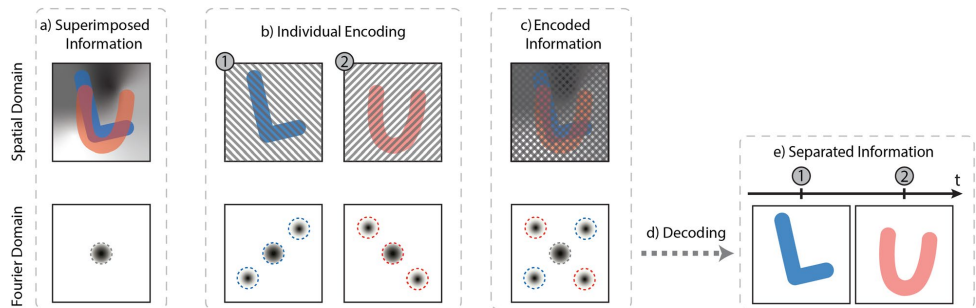 a) Superimposed
Information
b) Individual Encoding
c) Encoded
Information
Spatial Domain
1
2
L
U
Fourier Domain
d) Decoding
e) Separated Information
1
2
t
L
U